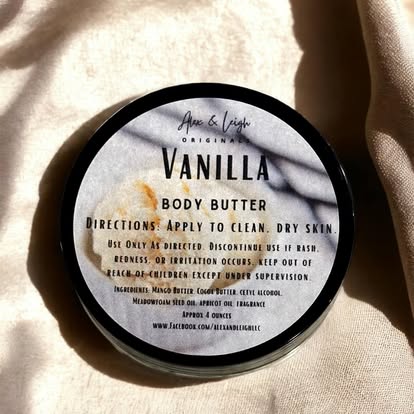 Alex & Leigh
ORIGINALS
VANILLA
BODY BUTTER
DIRECTIONS: APPLY TO CLEAN, DRY SKIN.
USE ONLY AS DIRECTED. DISCONTINUE USE IF RASH,
REDNESS, OR IRRITATION OCCURS. KEEP OUT OF
REACH OF CHILDREN EXCEPT UNDER SUPERVISION.
INGREDIENTS: MANGO BUTTER, COCOA BUTTER, CETYL ALCOHOL,
MEADOWFOAM SEED OIL, APRICOT OIL, FRAGRANCE
APPROX 4 OUNCES
WWW.FACEBOOK.COM/ALEXANDLEIGHLLC